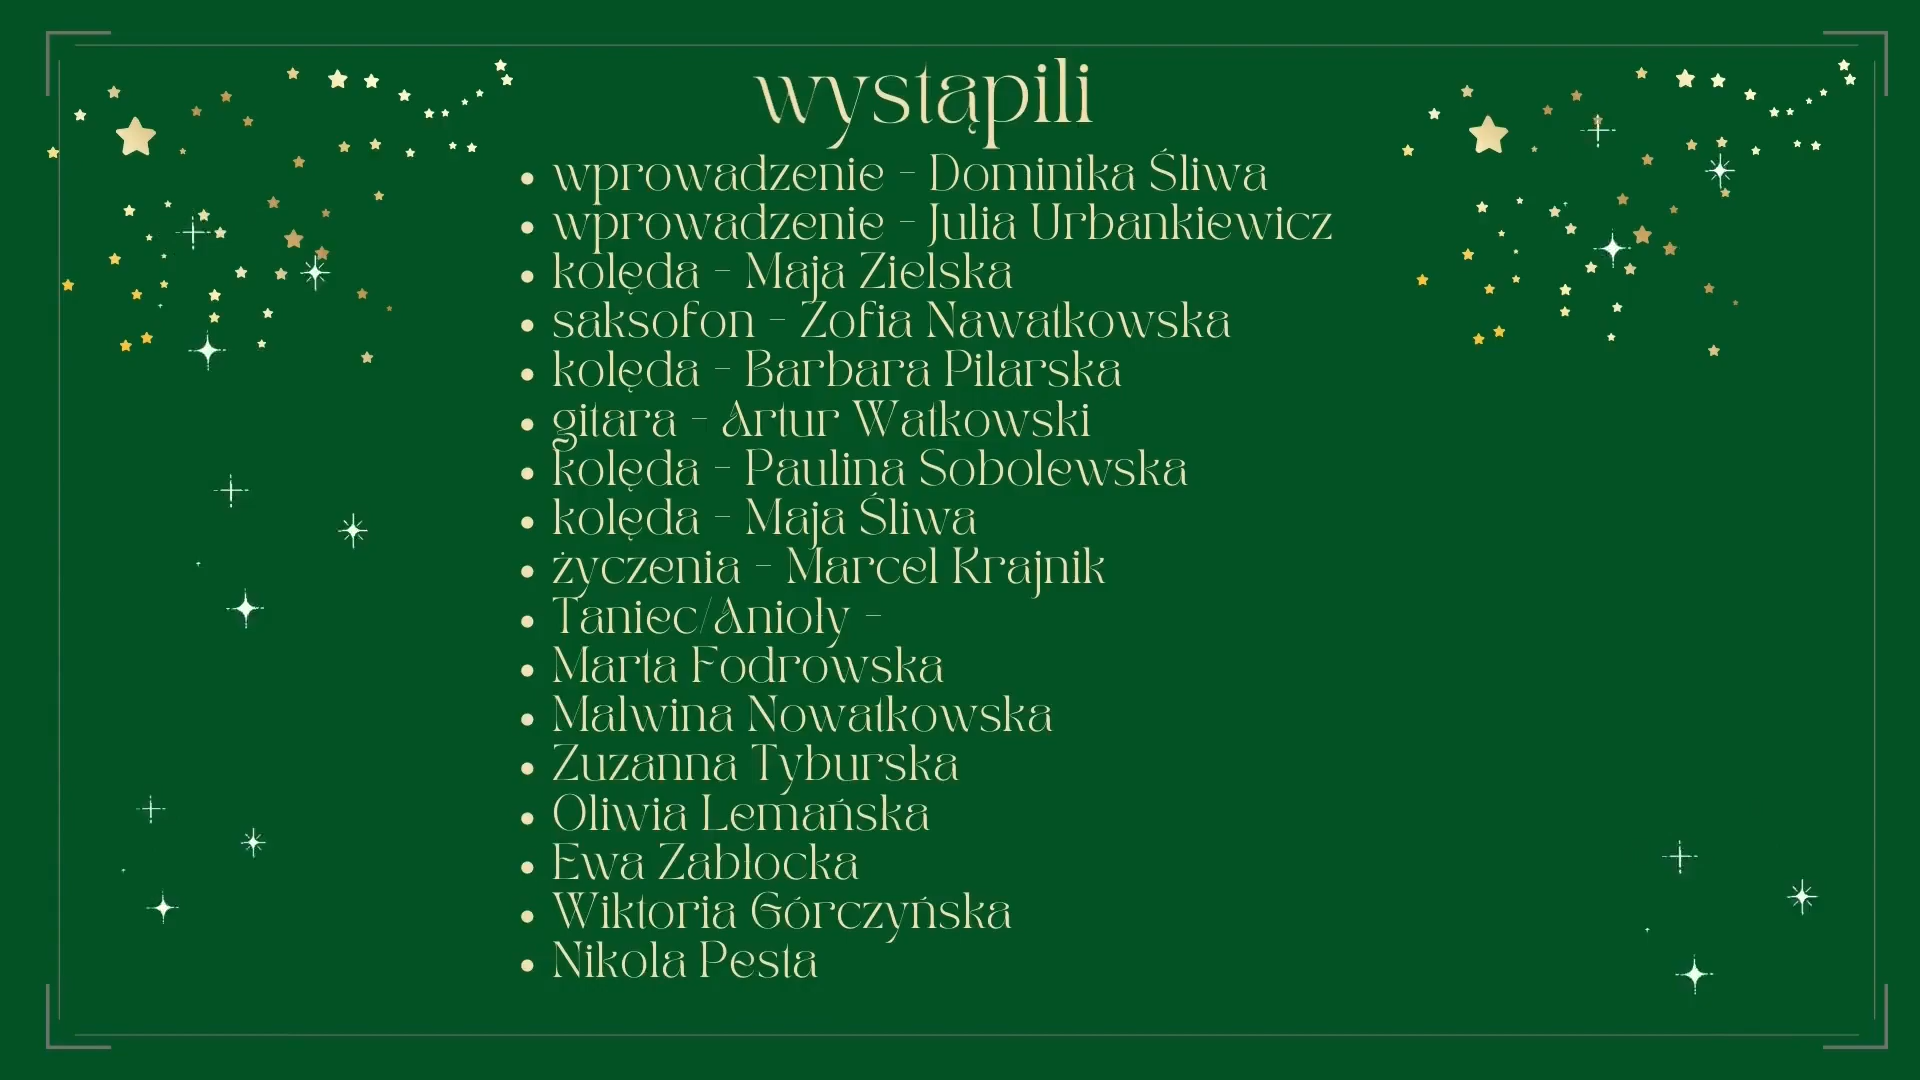 wystąpili
• wprowadzenie - Dominika Śliwa
• wprowadzenie - Julia Urbankiewicz
• kolęda - Maja Zielska
• saksofon - Zofia Nawatkowska
• kolęda - Barbara Pilarska
• gitara - Artur Watkowski
• kolęda - Paulina Sobolewska
• kolęda - Maja Śliwa
• życzenia - Marcel Krajnik
• Taniec/Anioły -
• Marta Fodrowska
• Malwina Nowatkowska
• Zuzanna Tyburska
• Oliwia Lemańska
• Ewa Zabłocka
• Wiktoria Górczyńska
• Nikola Pesta